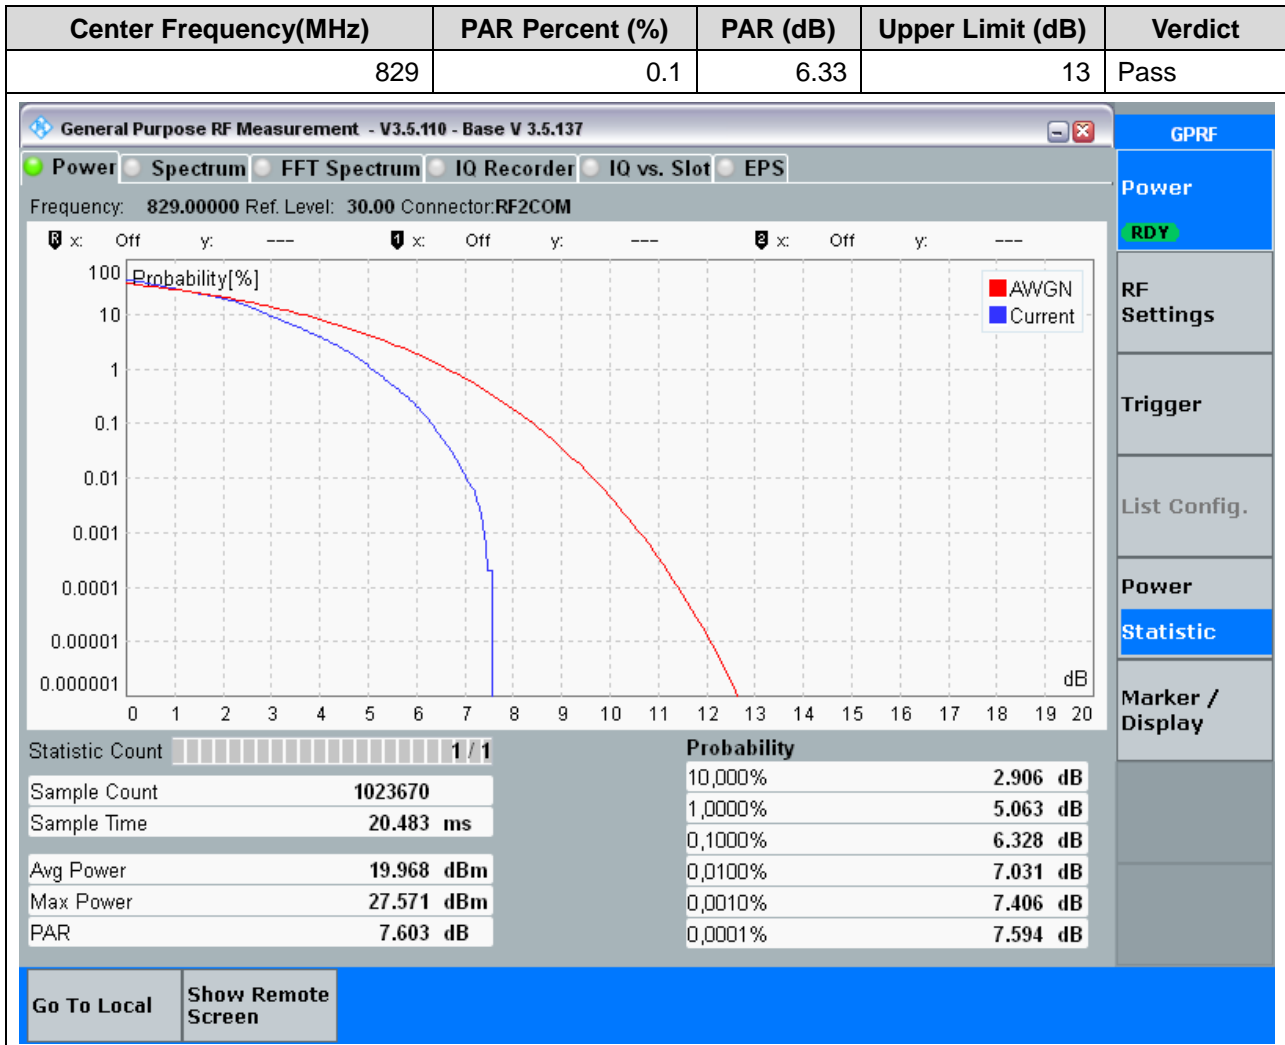 Center Frequency(MHz) PAR Percent (%) PAR (dB) Upper Limit (dB) Verdict
829 0.1 6.33 13 Pass
General Purpose RF Measurement - V3.5.110 - Base V 3.5.137
GPRF
Power Spectrum FFT Spectrum IQ Recorder IQ vs. Slot EPS
Power
RDY
Frequency: 829.00000 Ref. Level: 30.00 Connector:RF2COM
R x: Off y: --- 1 x: Off y: --- 2 x: Off y: ---
Probability[%]
AWGN
Current
100
10
1
0.1
0.01
0.001
0.0001
0.00001
0.000001
dB
0 1 2 3 4 5 6 7 8 9 10 11 12 13 14 15 16 17 18 19 20
RF
Settings
Trigger
List Config.
Power
Statistic
Marker /
Display
Statistic Count 1 / 1
Sample Count 1023670
Sample Time 20.483 ms
Avg Power 19.968 dBm
Max Power 27.571 dBm
PAR 7.603 dB
Probability
10,000% 2.906 dB
1,0000% 5.063 dB
0,1000% 6.328 dB
0,0100% 7.031 dB
0,0010% 7.406 dB
0,0001% 7.594 dB
Go To Local
Show Remote
Screen